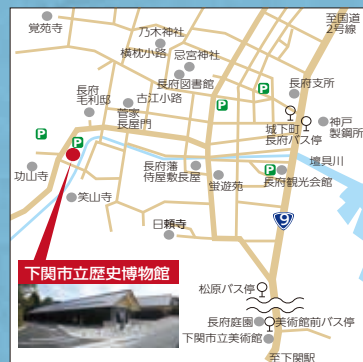 覚苑寺
乃木神社
横枕小路
忌宮神社
長府図書館
至国道
2号線
長府
毛利邸
菅家
長屋門
古江小路
長府支所
P
P
P
P
P
城下町
長府バス停
神戸
製鋼所
壇具川
功山寺
笑山寺
長府藩
侍屋敷長屋
蛍遊苑
長府観光会館
日頼寺
9
下関市立歴史博物館
松原バス停
長府庭園
美術館前バス停
下関市立美術館
至下関駅